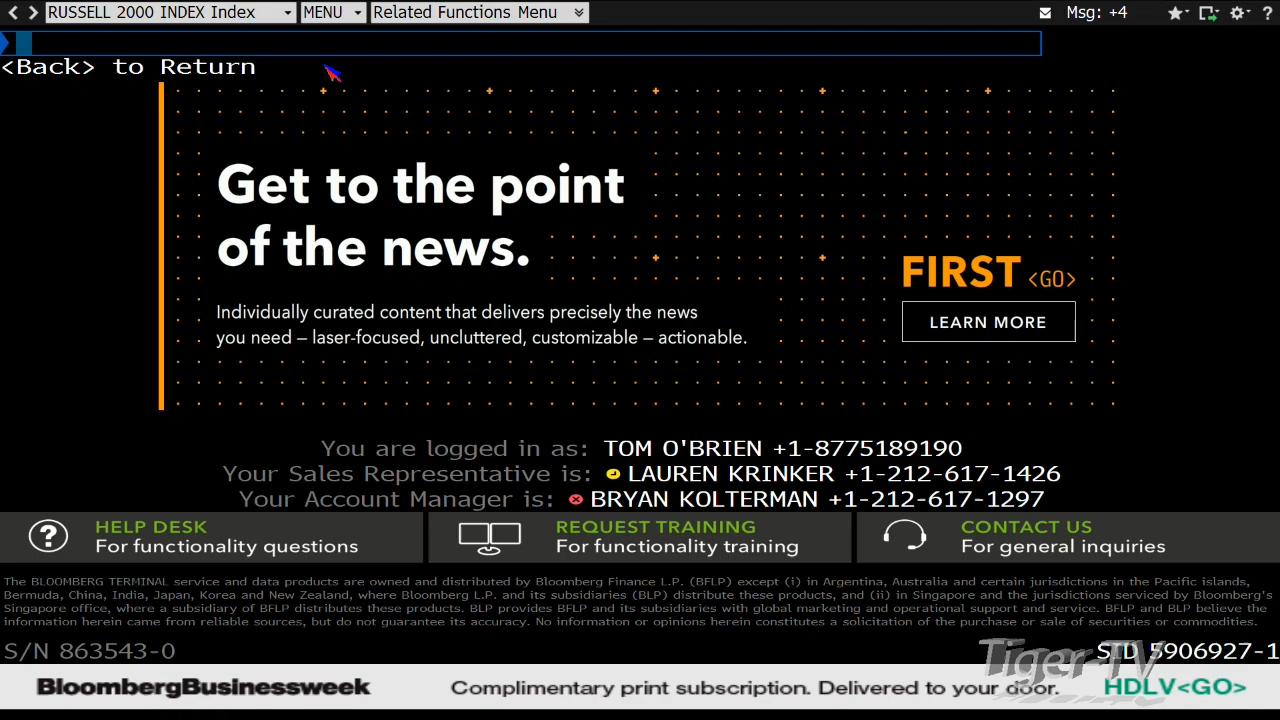 RUSSELL 2000 INDEX Index MENU Related Functions Menu Msg: +4 ?
<Back> to Return
Get to the point
of the news.
FIRST <GO>
Individually curated content that delivers precisely the news
you need — laser-focused, uncluttered, customizable — actionable.
LEARN MORE
You are logged in as: TOM O'BRIEN +1-8775189190
Your Sales Representative is: LAUREN KRINKER +1-212-617-1426
Your Account Manager is: BRYAN KOLTERMAN +1-212-617-1297
? HELP DESK
For functionality questions
REQUEST TRAINING
For functionality training
CONTACT US
For general inquiries
The BLOOMBERG TERMINAL service and data products are owned and distributed by Bloomberg Finance L.P. (BFLP) except (i) in Argentina, Australia and certain jurisdictions in the Pacific islands,
Bermuda, China, India, Japan, Korea and New Zealand, where Bloomberg L.P. and its subsidiaries (BLP) distribute these products, and (ii) in Singapore and the jurisdictions serviced by Bloomberg's
Singapore office, where a subsidiary of BFLP distributes these products. BLP provides BFLP and its subsidiaries with global marketing and operational support and service. BFLP and BLP believe the
information herein came from reliable sources, but do not guarantee its accuracy. No information or opinions herein constitutes a solicitation of the purchase or sale of securities or commodities.
S/N 863543-0 SID 5906927-1
Tiger-TV
BloombergBusinessweek Complimentary print subscription. Delivered to your door. HDLV<GO>